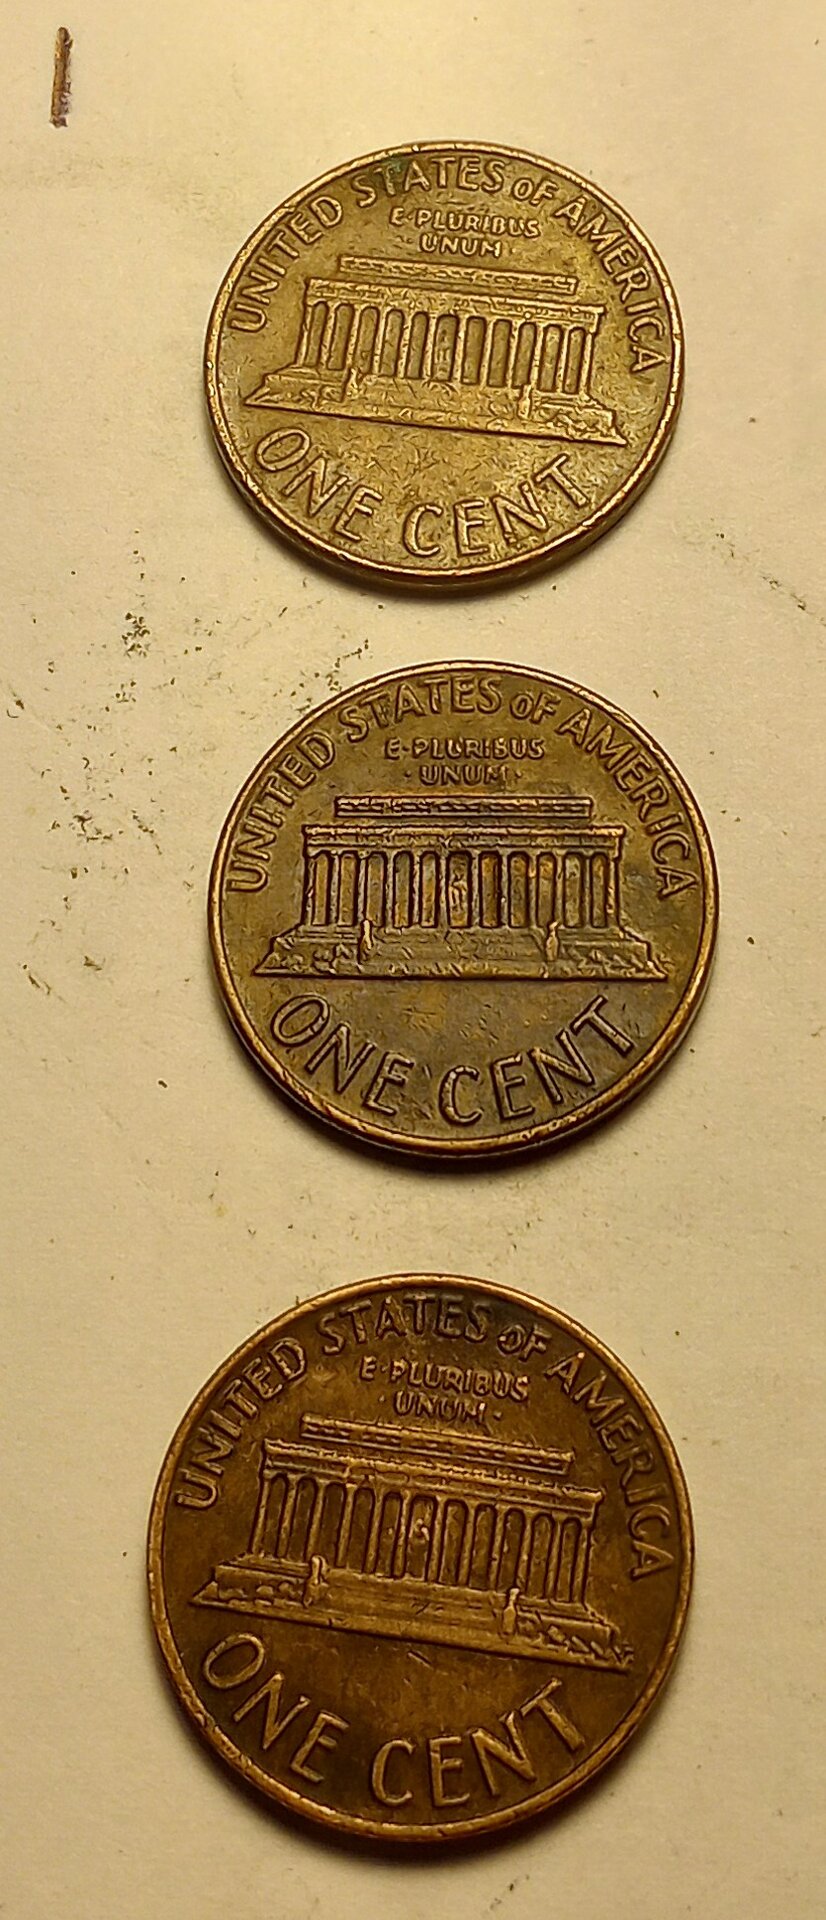 UNITED STATES OF AMERICA
E·PLURIBUS
UNUM·
ONE CENT
UNITED STATES OF AMERICA
E·PLURIBUS
·UNUM·
ONE CENT
UNITED STATES OF AMERICA
E·PLURIBUS
·UNUM·
ONE CENT